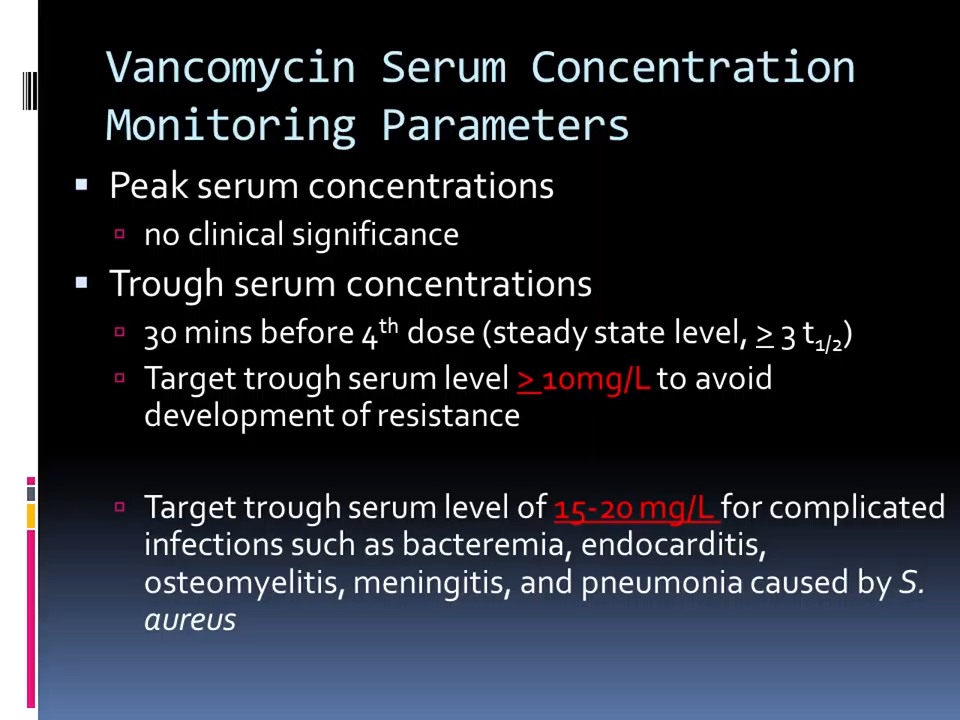 Vancomycin Serum Concentration
Monitoring Parameters
▪ Peak serum concentrations
▫ no clinical significance
▪ Trough serum concentrations
▫ 30 mins before 4th dose (steady state level, > 3 t1/2)
▫ Target trough serum level > 10mg/L to avoid
development of resistance
▫ Target trough serum level of 15-20 mg/L for complicated
infections such as bacteremia, endocarditis,
osteomyelitis, meningitis, and pneumonia caused by S.
aureus